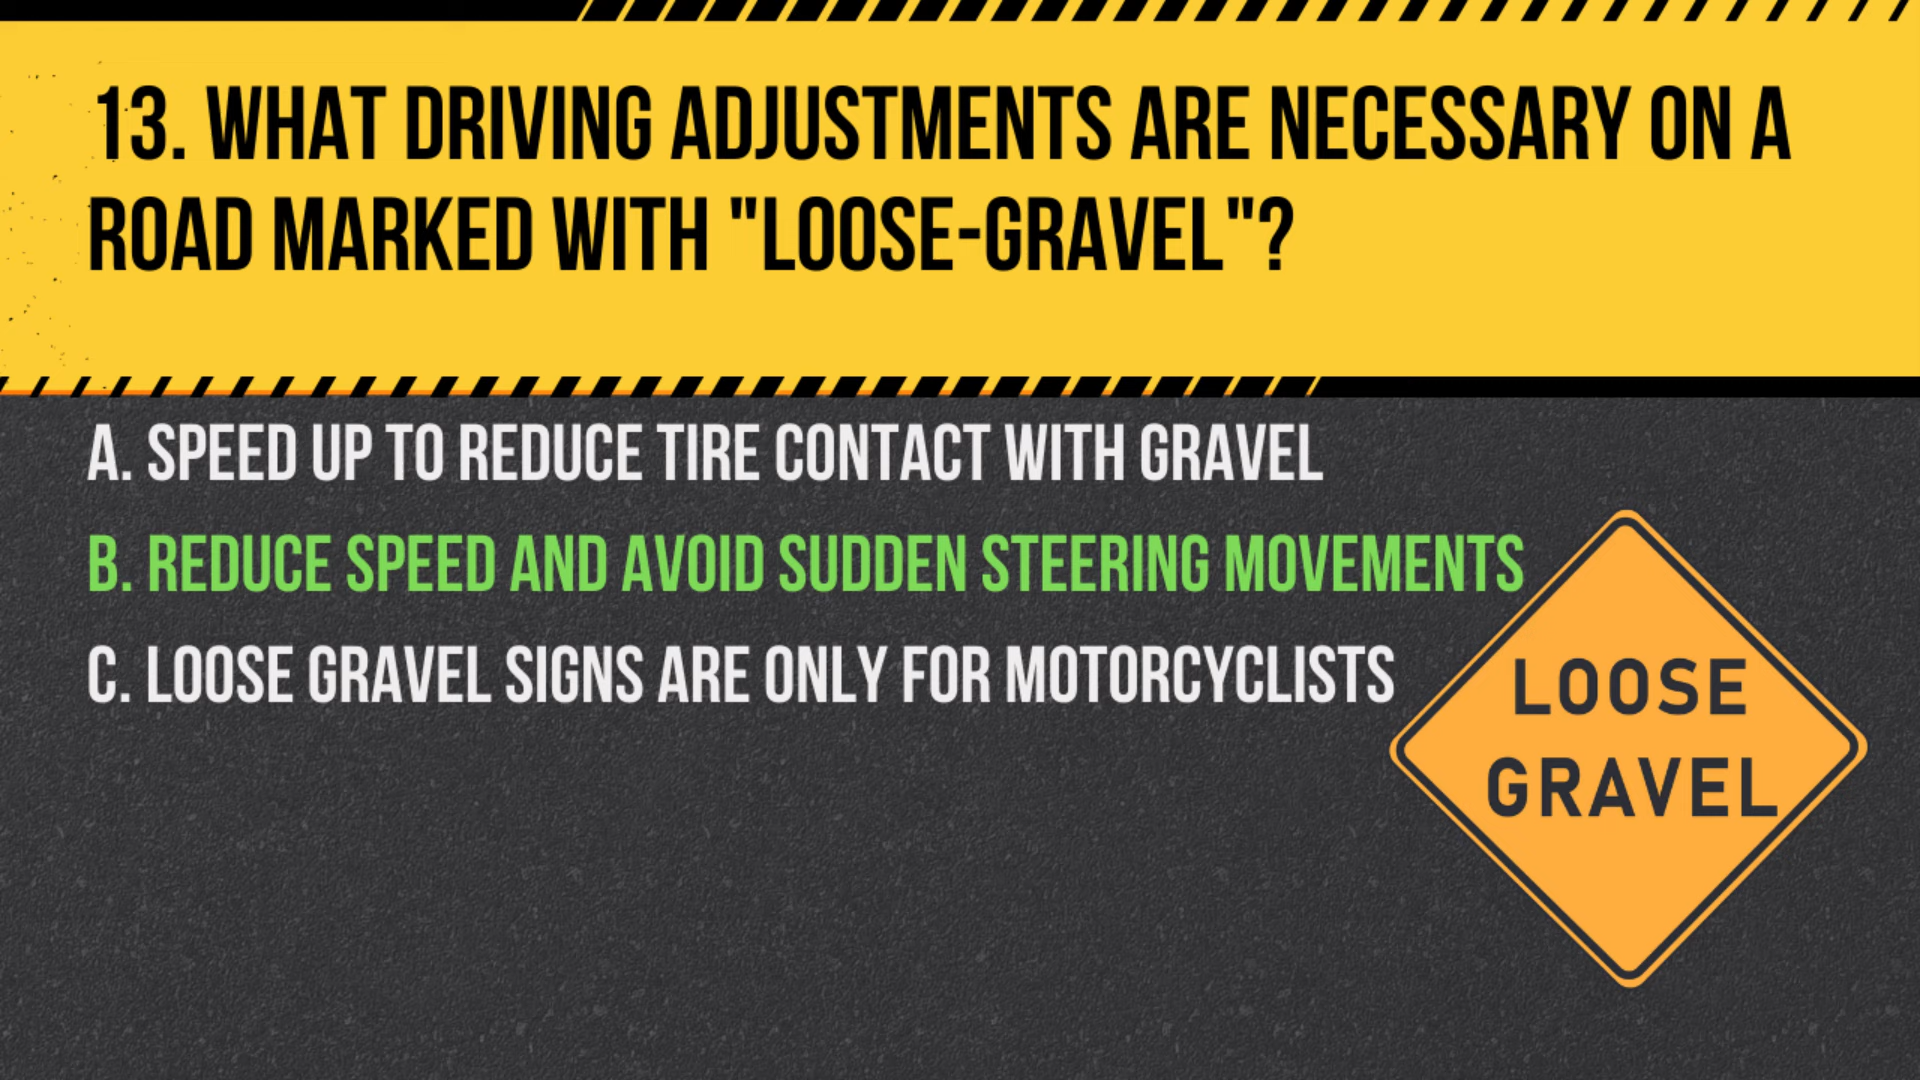 13. WHAT DRIVING ADJUSTMENTS ARE NECESSARY ON A
ROAD MARKED WITH "LOOSE-GRAVEL"?
A. SPEED UP TO REDUCE TIRE CONTACT WITH GRAVEL
B. REDUCE SPEED AND AVOID SUDDEN STEERING MOVEMENTS
C. LOOSE GRAVEL SIGNS ARE ONLY FOR MOTORCYCLISTS
LOOSE
GRAVEL